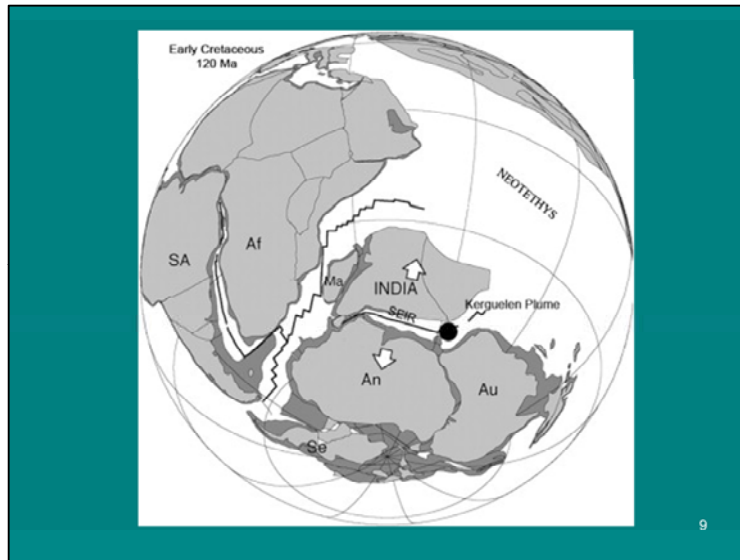 Early Cretaceous
120 Ma
NEOTETHYS
SA
Af
Ma
INDIA
SEIR
Kerguelen Plume
An
Au
Se
9